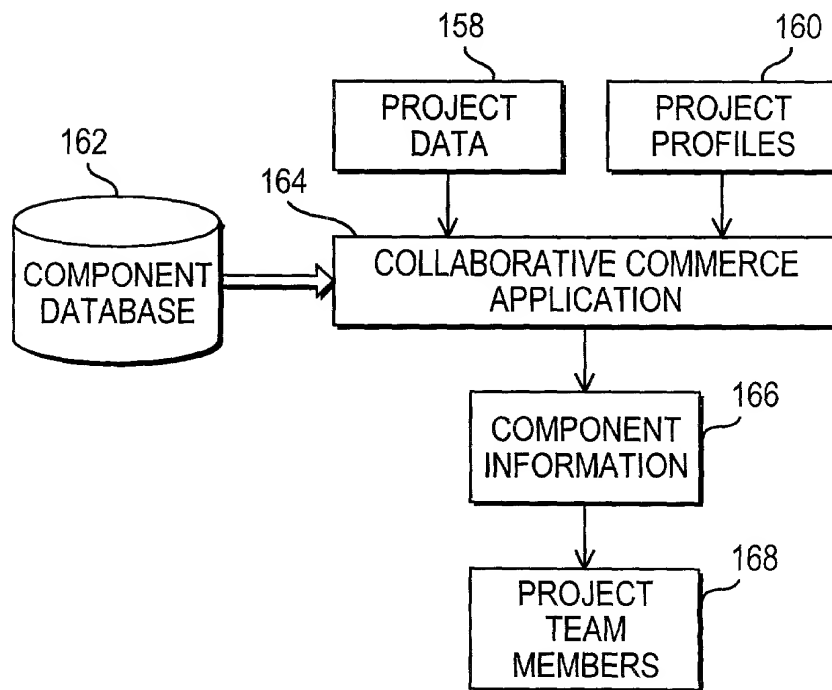 158
160
PROJECT
DATA
PROJECT
PROFILES
162
164
COMPONENT
DATABASE
COLLABORATIVE COMMERCE
APPLICATION
166
COMPONENT
INFORMATION
168
PROJECT
TEAM
MEMBERS